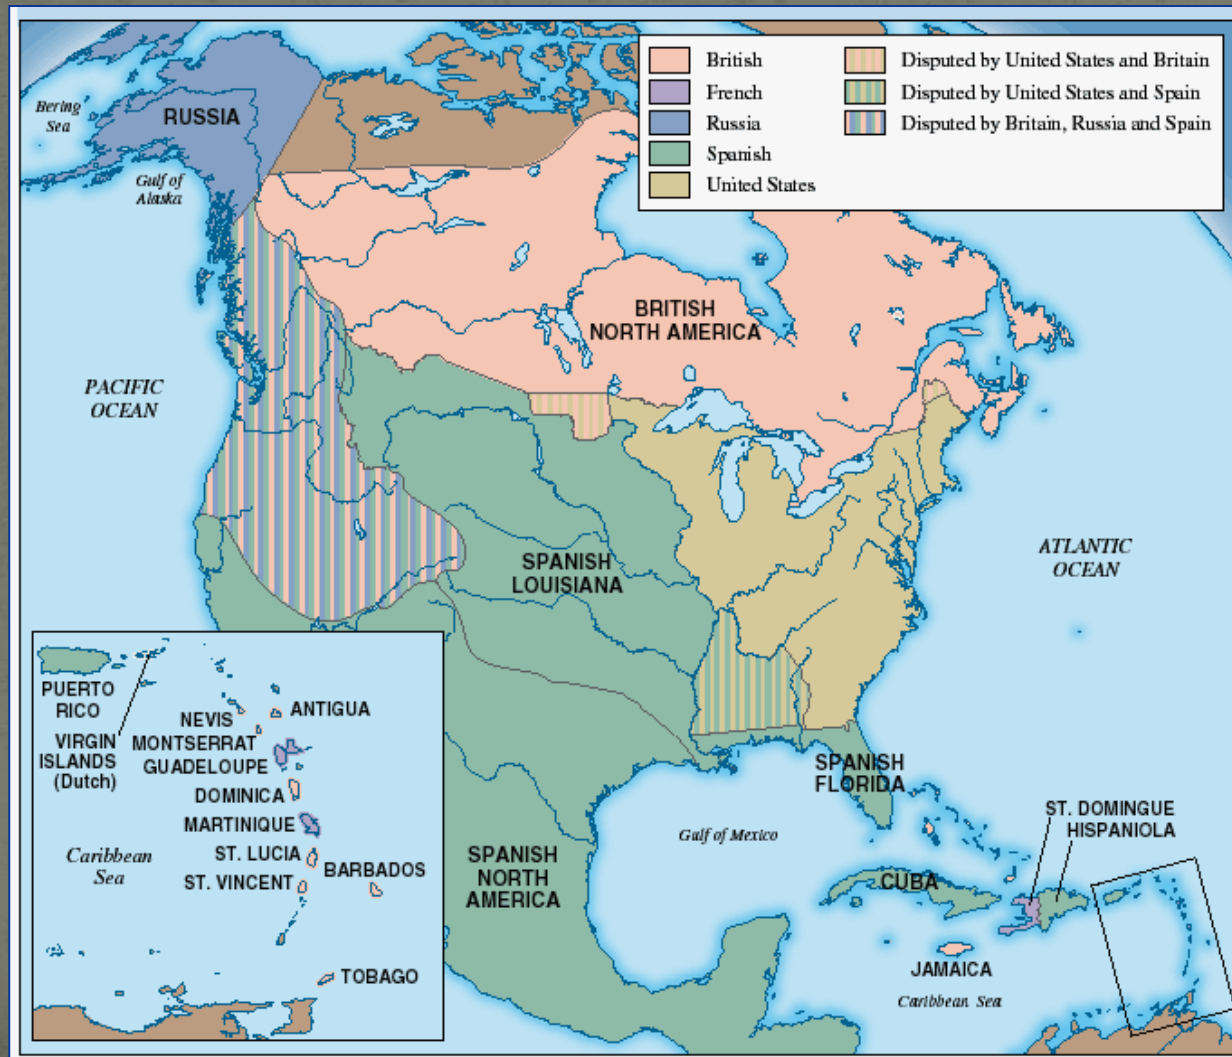 British
French
Russia
Spanish
United States
Disputed by United States and Britain
Disputed by United States and Spain
Disputed by Britain, Russia and Spain
Bering
Sea
RUSSIA
Gulf of
Alaska
BRITISH
NORTH AMERICA
PACIFIC
OCEAN
ATLANTIC
OCEAN
SPANISH
LOUISIANA
SPANISH
FLORIDA
Gulf of Mexico
SPANISH
NORTH
AMERICA
CUBA
ST. DOMINGUE
HISPANIOLA
JAMAICA
Caribbean Sea
PUERTO
RICO
VIRGIN
ISLANDS
(Dutch)
NEVIS
ANTIGUA
MONTSERRAT
GUADELOUPE
DOMINICA
MARTINIQUE
ST. LUCIA
BARBADOS
ST. VINCENT
Caribbean
Sea
TOBAGO